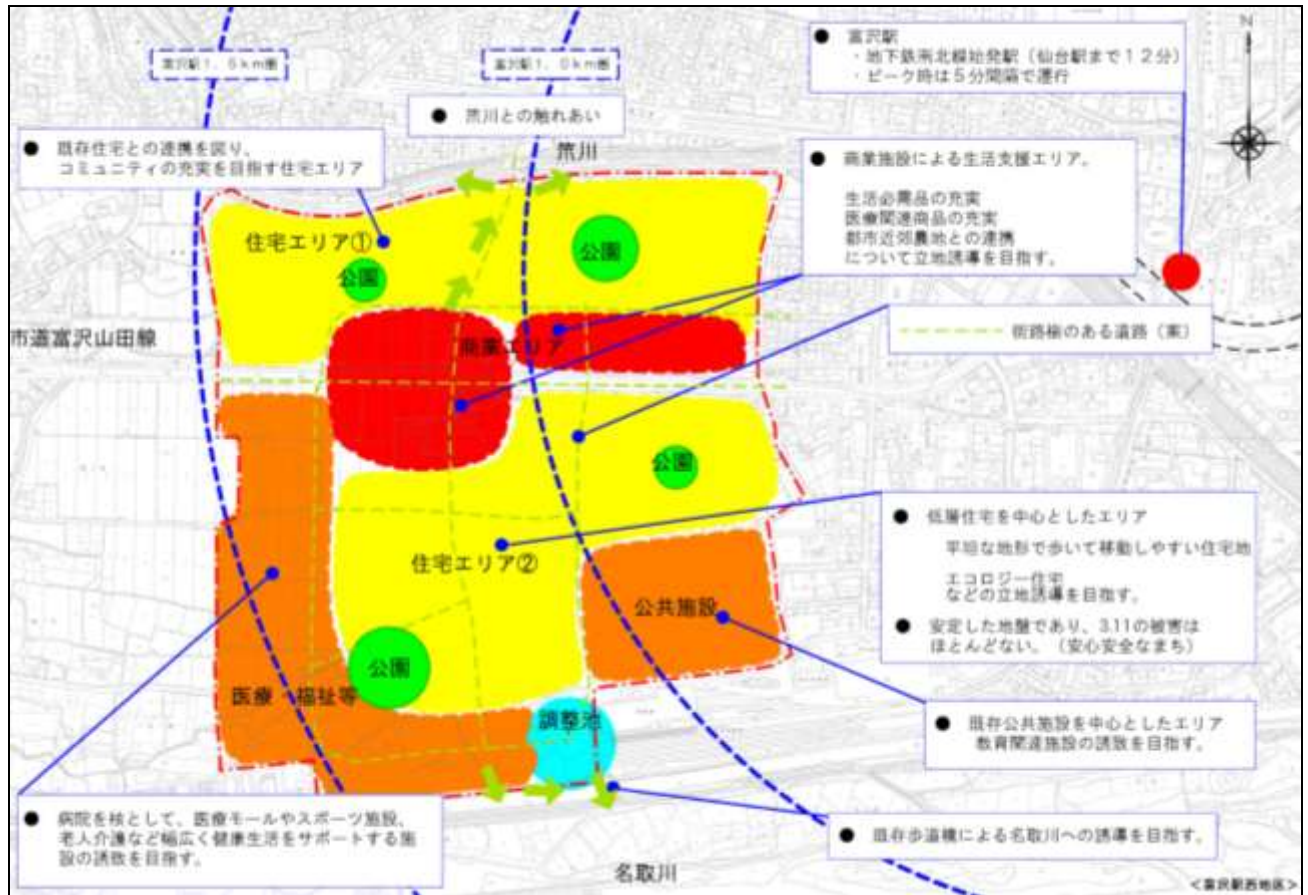 富沢駅1.5km圏
富沢駅1.0km圏
● 富沢駅
・地下鉄南北線始発駅（仙台駅まで12分）
・ピーク時は5分間隔で運行
N
● 笊川との触れあい
笊川
● 既存住宅との連携を図り、
コミュニティの充実を目指す住宅エリア
● 商業施設による生活支援エリア。
生活必需品の充実
医療関連商品の充実
都市近郊農地との連携
について立地誘導を目指す。
住宅エリア①
公園
公園
市道富沢山田線
商業エリア
街路樹のある道路（案）
公園
● 低層住宅を中心としたエリア
平坦な地形で歩いて移動しやすい住宅地
エコロジー住宅
などの立地誘導を目指す。
● 安定した地盤であり、3.11の被害は
ほとんどない。（安心安全なまち）
住宅エリア②
公共施設
公園
医療・福祉等
調整池
● 既存公共施設を中心としたエリア
教育関連施設の誘致を目指す。
● 病院を核として、医療モールやスポーツ施設、
老人介護など幅広く健康生活をサポートする施
設の誘致を目指す。
● 既存歩道橋による名取川への誘導を目指す。
名取川
＜富沢駅西地区＞